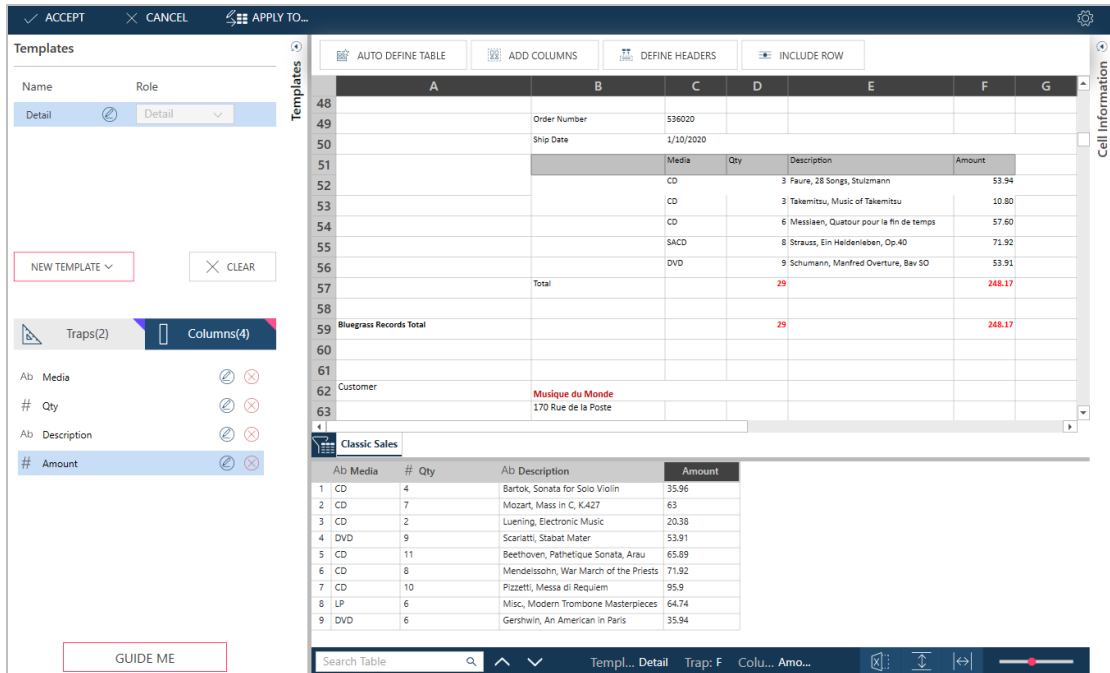 ACCEPT CANCEL APPLY TO...
Templates
Name Role
Detail Detail
NEW TEMPLATE CLEAR
Traps(2) Columns(4)
Ab Media
# Qty
Ab Description
# Amount
GUIDE ME
Templates
AUTO DEFINE TABLE ADD COLUMNS DEFINE HEADERS INCLUDE ROW
A B C D E F G
48
49 Order Number 536020
50 Ship Date 1/10/2020
51 Media Qty Description Amount
52 CD 3 Faure, 28 Songs, Stulzmann 53.94
53 CD 3 Takemitsu, Music of Takemitsu 10.80
54 CD 6 Messiaen, Quatour pour la fin de temps 57.60
55 SACD 8 Strauss, Ein Heldenleben, Op.40 71.92
56 DVD 9 Schumann, Manfred Overture, Bav SO 53.91
57 Total 29 248.17
58
59 Bluegrass Records Total 29 248.17
60
61
62 Customer Musique du Monde
63 170 Rue de la Poste
Classic Sales
Ab Media # Qty Ab Description Amount
1 CD 4 Bartok, Sonata for Solo Violin 35.96
2 CD 7 Mozart, Mass in C, K.427 63
3 CD 2 Luening, Electronic Music 20.38
4 DVD 9 Scarlatti, Stabat Mater 53.91
5 CD 11 Beethoven, Pathetique Sonata, Arau 65.89
6 CD 8 Mendelssohn, War March of the Priests 71.92
7 CD 10 Pizzetti, Messa di Requiem 95.9
8 LP 6 Misc., Modern Trombone Masterpieces 64.74
9 DVD 6 Gershwin, An American in Paris 35.94
Search Table Templ... Detail Trap: F Colu... Amo...
Cell Information